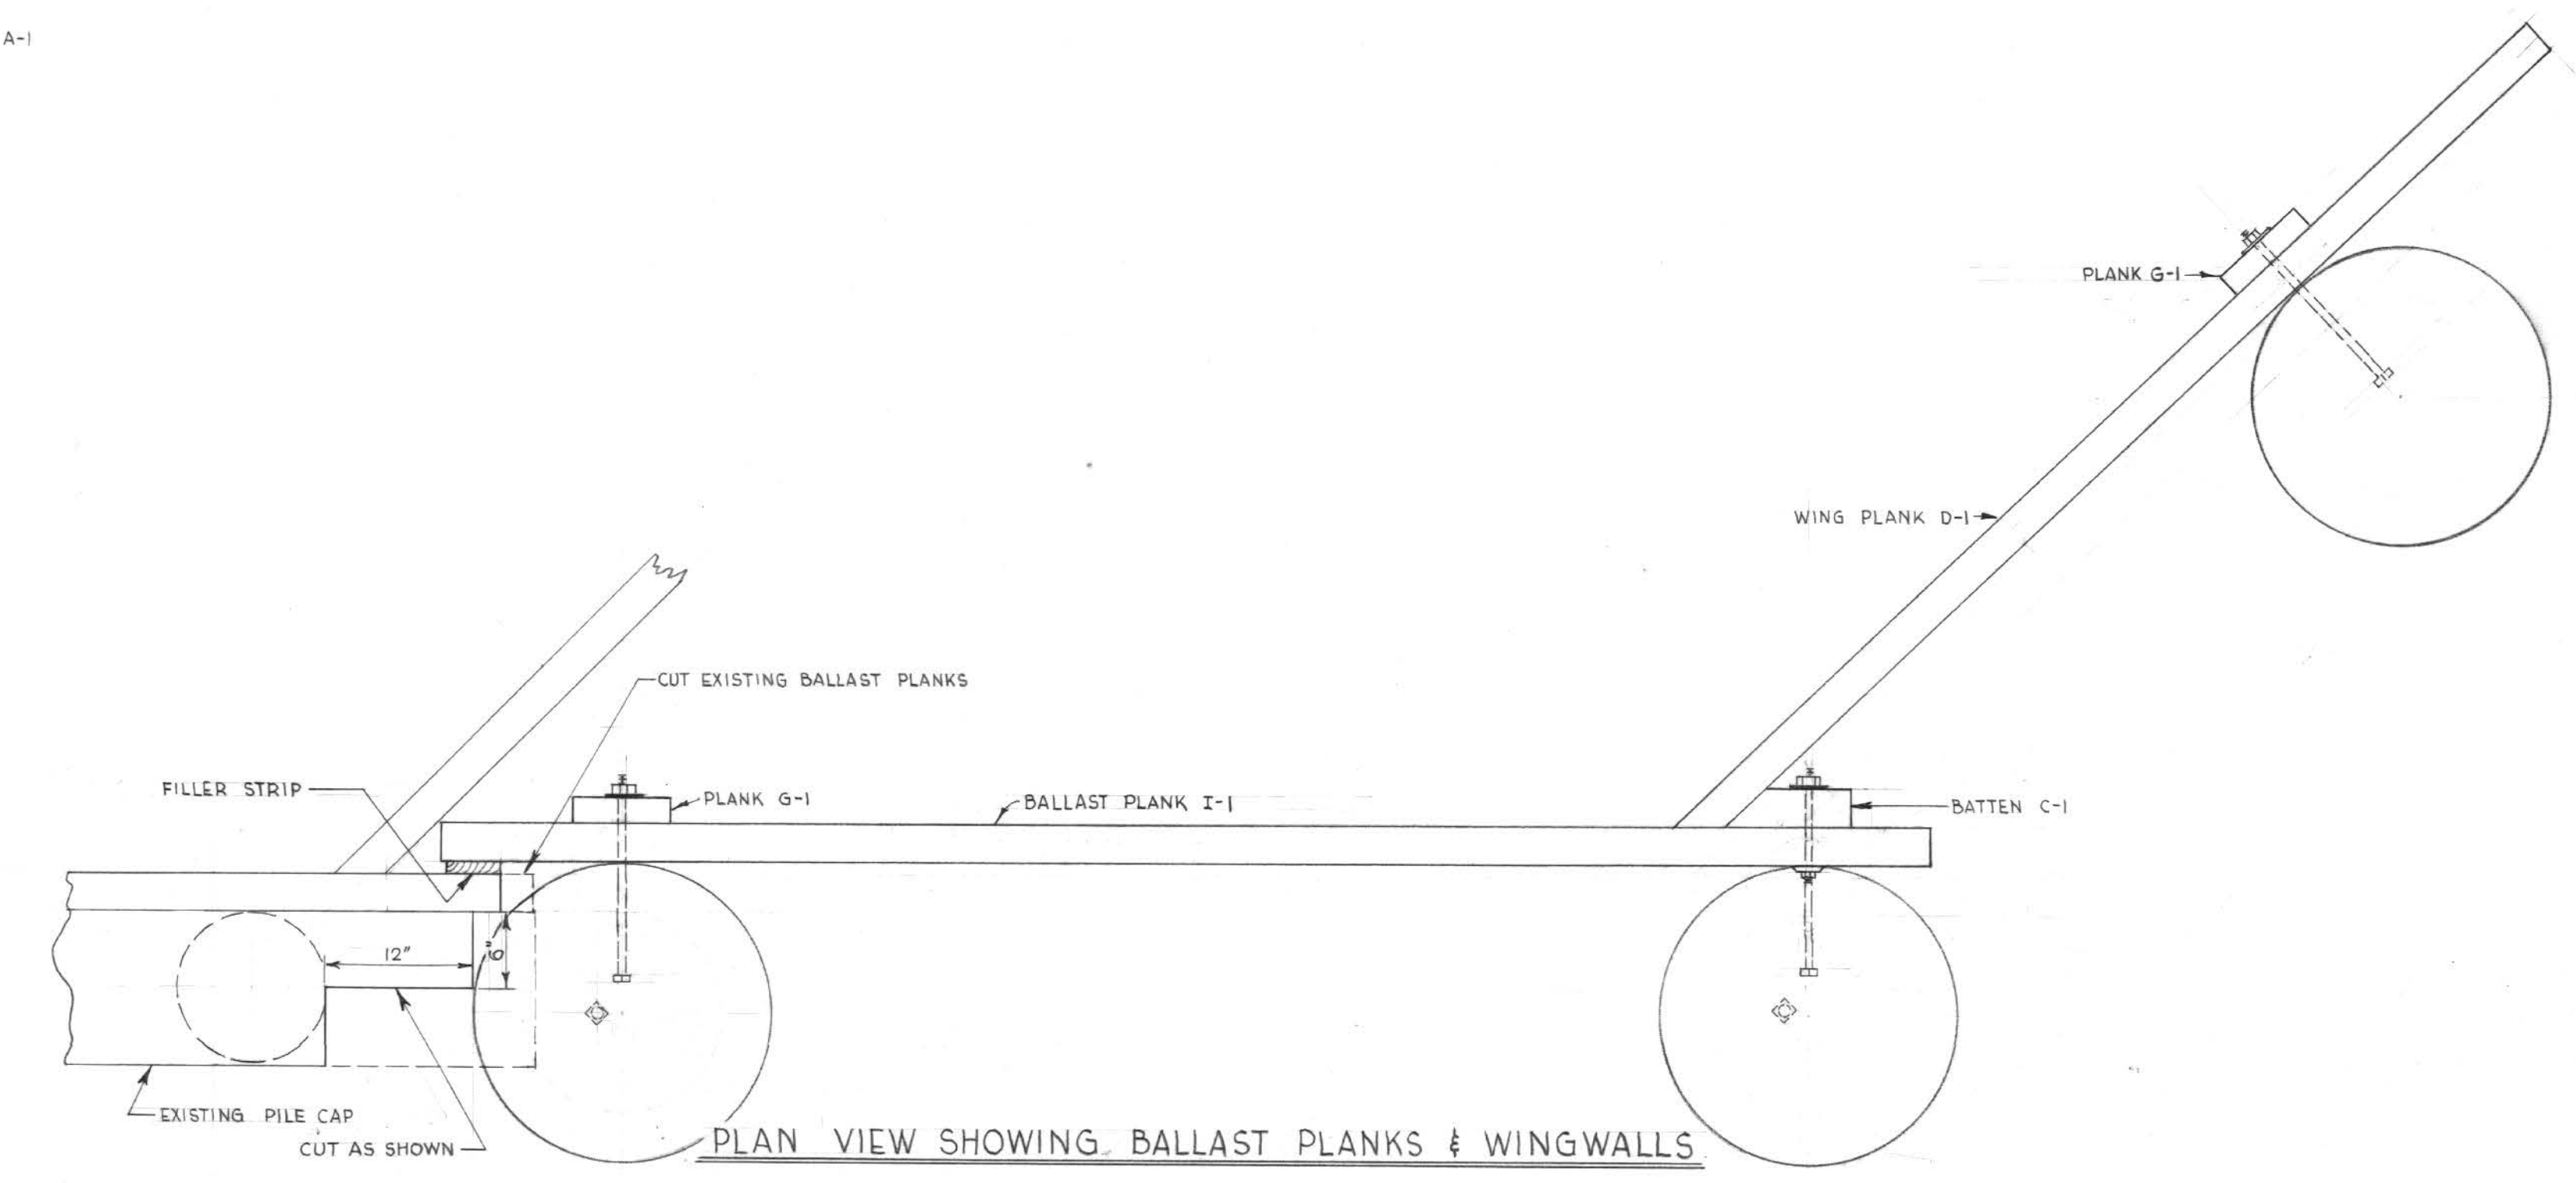 A-1
PLANK G-1
WING PLANK D-1
CUT EXISTING BALLAST PLANKS
FILLER STRIP
PLANK G-1
BALLAST PLANK I-1
BATTEN C-1
12"
6"
EXISTING PILE CAP
CUT AS SHOWN
PLAN VIEW SHOWING BALLAST PLANKS & WINGWALLS